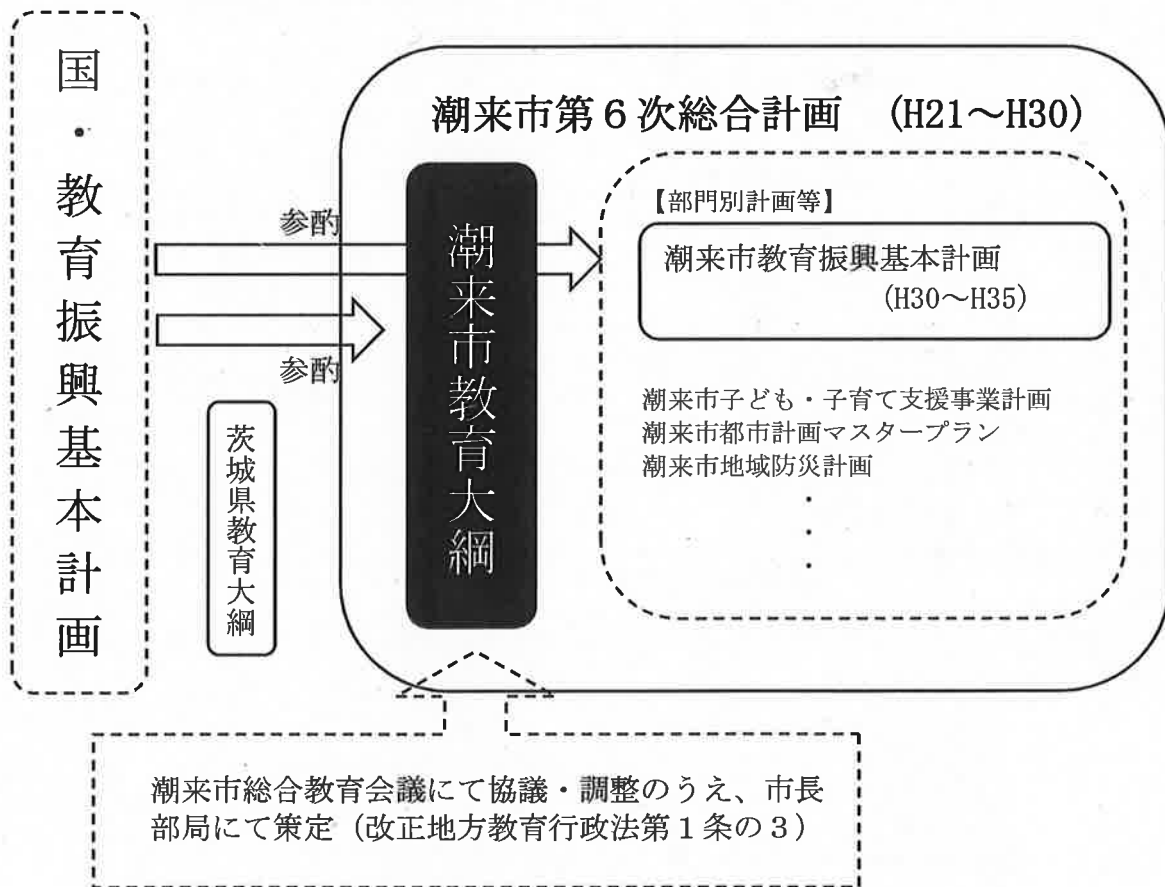 国・教育振興基本計画
潮来市第６次総合計画　(H21～H30)
参酌
参酌
茨城県教育大綱
潮来市教育大綱
【部門別計画等】
潮来市教育振興基本計画
(H30～H35)
潮来市子ども・子育て支援事業計画
潮来市都市計画マスタープラン
潮来市地域防災計画
・
・
・
潮来市総合教育会議にて協議・調整のうえ、市長
部局にて策定（改正地方教育行政法第１条の３）